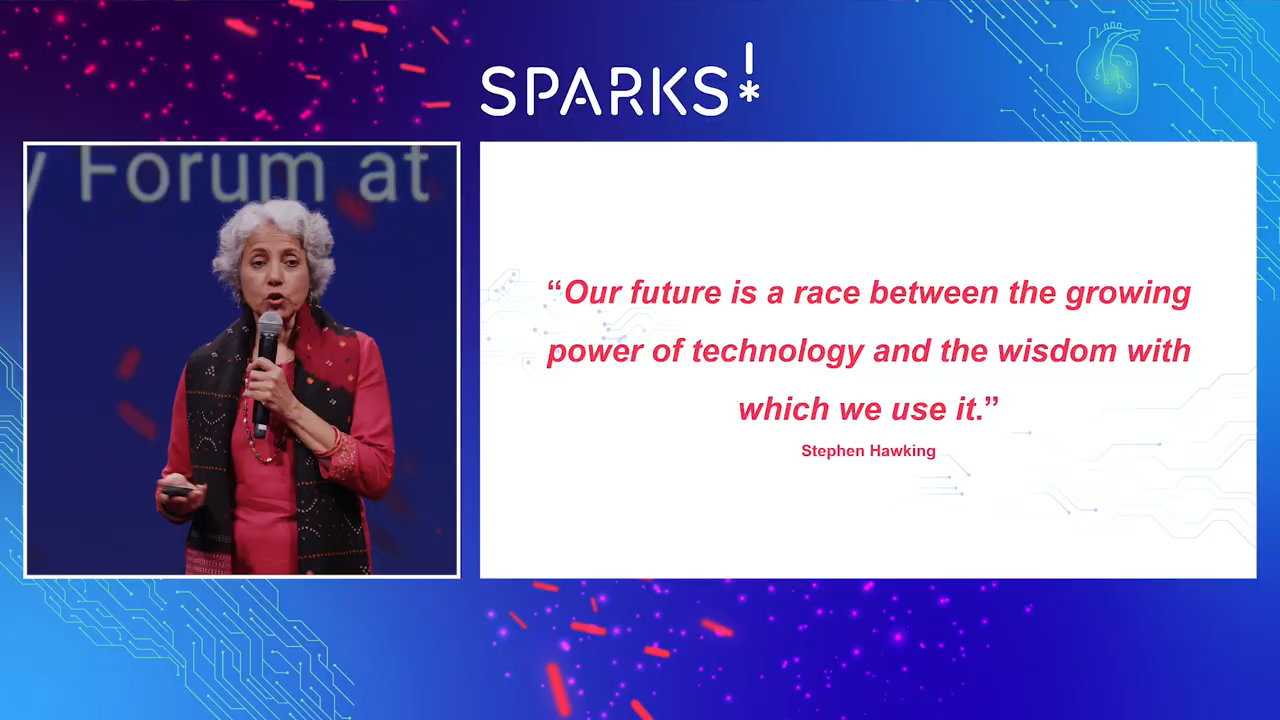 SPARKS!*
y Forum at
“Our future is a race between the growing
power of technology and the wisdom with
which we use it.”
Stephen Hawking